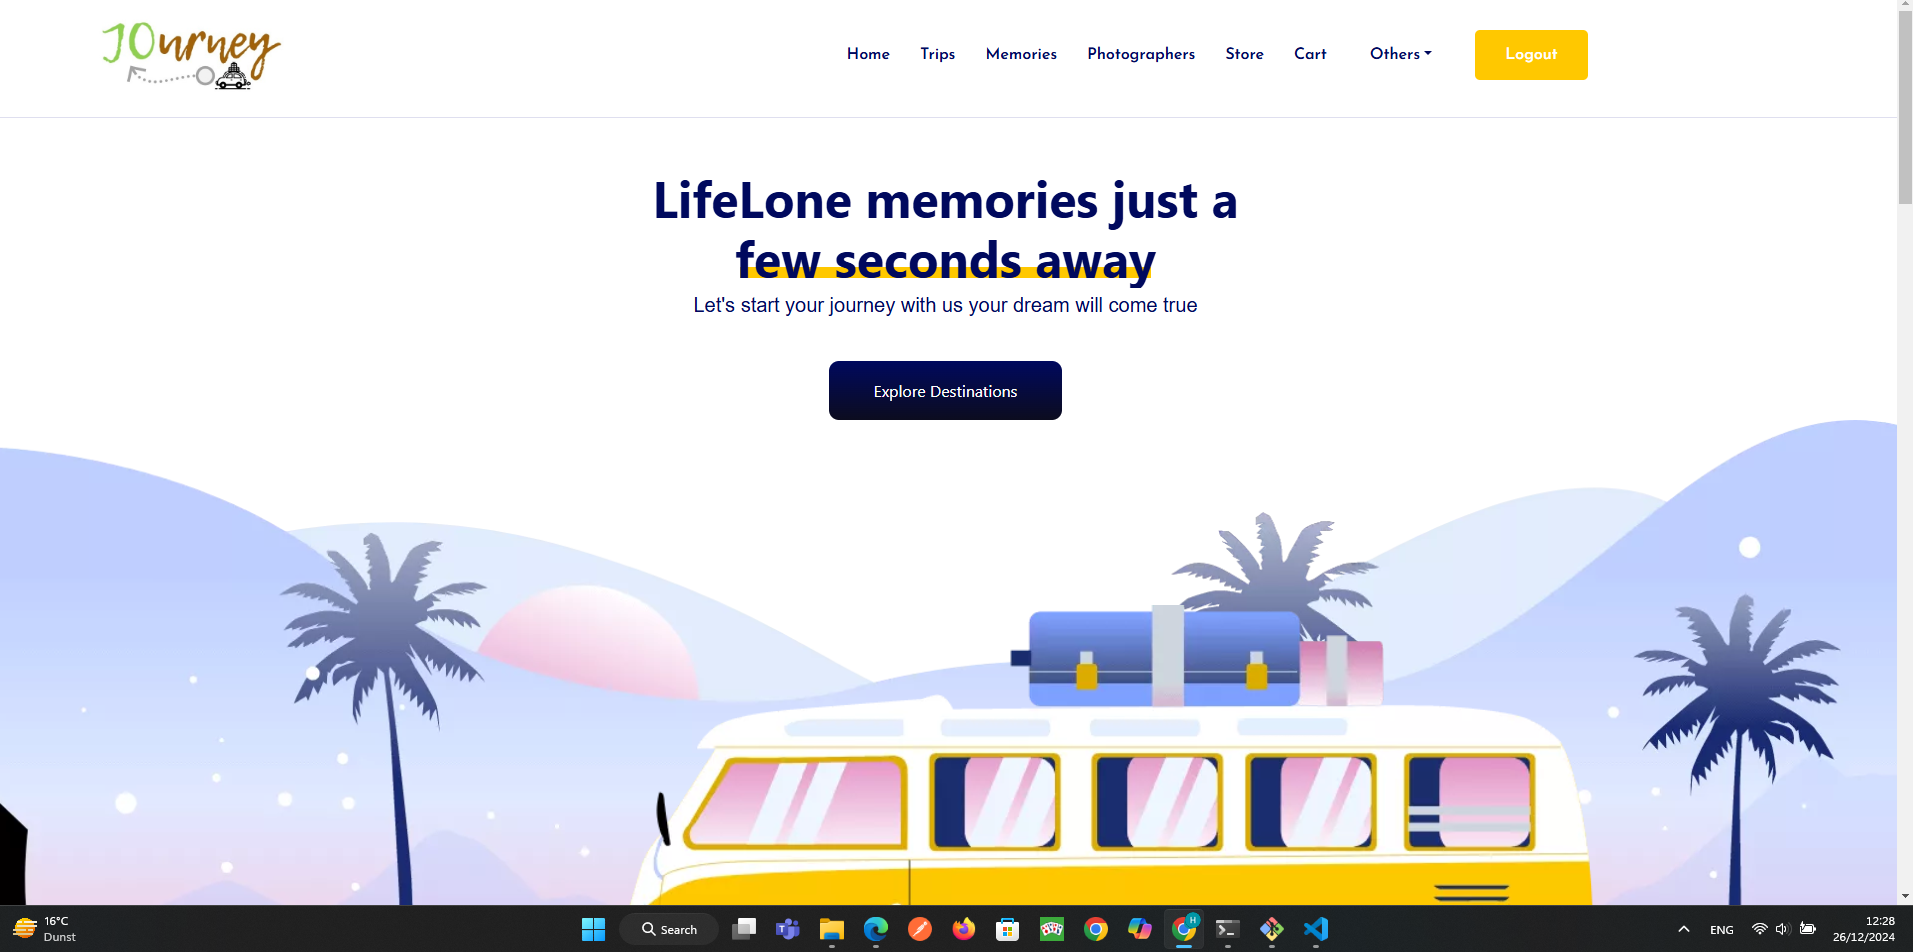 JOurney
Home Trips Memories Photographers Store Cart Others Logout
LifeLone memories just a
few seconds away
Let's start your journey with us your dream will come true
Explore Destinations
16°C
Dunst
Search
H
ENG
12:28
26/12/2024